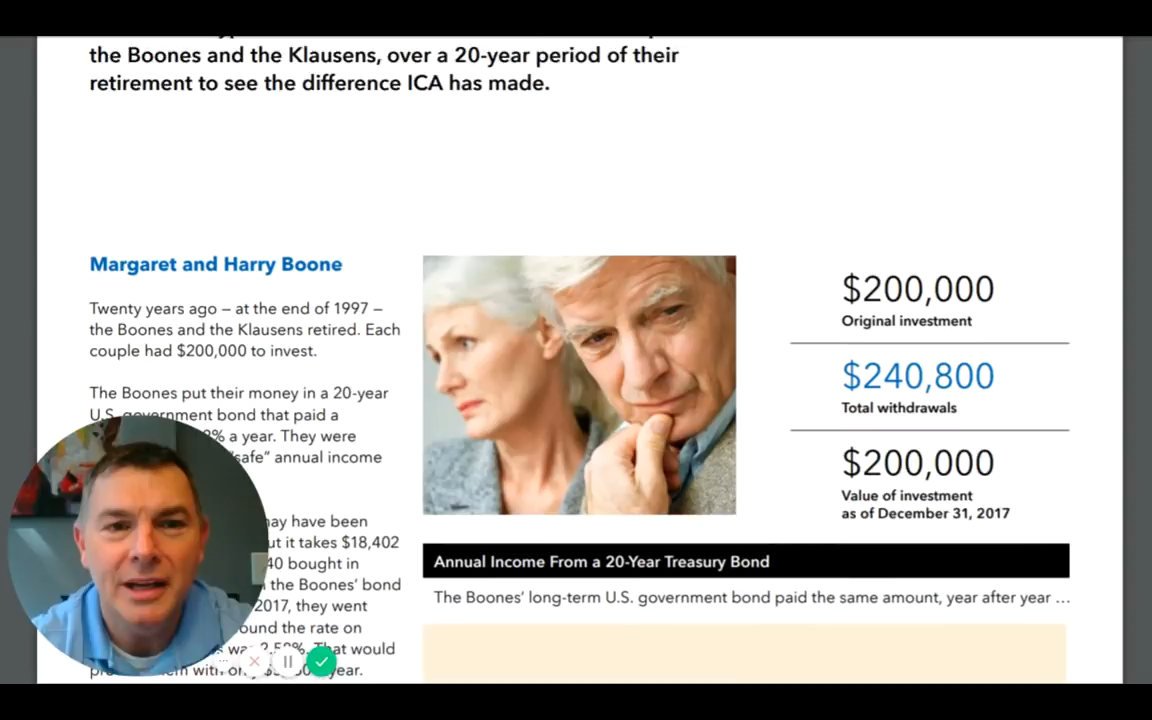 the Boones and the Klausens, over a 20-year period of their
retirement to see the difference ICA has made.
Margaret and Harry Boone
Twenty years ago – at the end of 1997 –
the Boones and the Klausens retired. Each
couple had $200,000 to invest.
The Boones put their money in a 20-year
U.S. government bond that paid a
% a year. They were
"safe" annual income
may have been
ut it takes $18,402
40 bought in
the Boones' bond
2017, they went
ound the rate on
was 2.58%. That would
year.
$200,000
Original investment
$240,800
Total withdrawals
$200,000
Value of investment
as of December 31, 2017
Annual Income From a 20-Year Treasury Bond
The Boones' long-term U.S. government bond paid the same amount, year after year ...